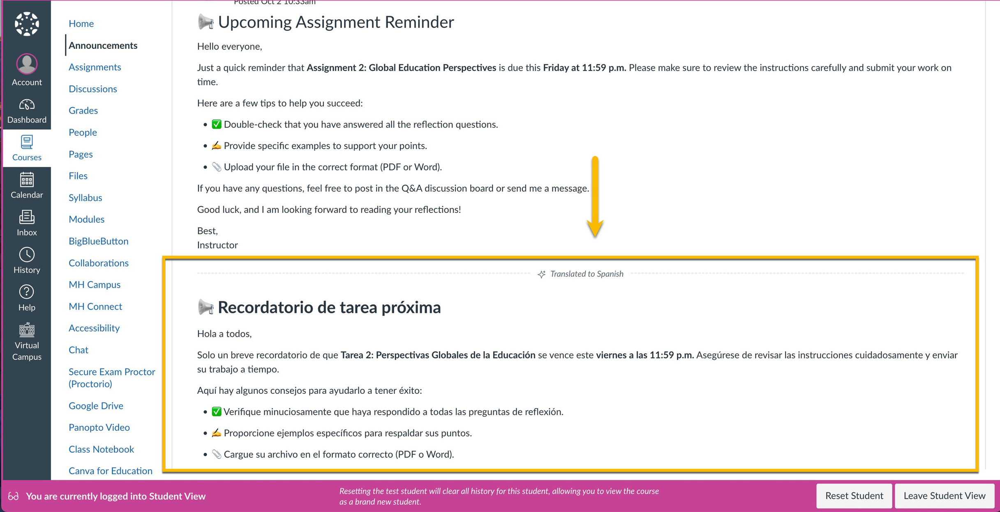 Account
Dashboard
Courses
Calendar
Inbox
History
Help
Virtual
Campus
Home
Announcements
Assignments
Discussions
Grades
People
Pages
Files
Syllabus
Modules
BigBlueButton
Collaborations
MH Campus
MH Connect
Accessibility
Chat
Secure Exam Proctor
(Proctorio)
Google Drive
Panopto Video
Class Notebook
Canva for Education
Posted Oct 2 10:33am
📢 Upcoming Assignment Reminder
Hello everyone,
Just a quick reminder that Assignment 2: Global Education Perspectives is due this Friday at 11:59 p.m. Please make sure to review the instructions carefully and submit your work on
time.
Here are a few tips to help you succeed:
• ✅ Double-check that you have answered all the reflection questions.
• ✍️ Provide specific examples to support your points.
• 📎 Upload your file in the correct format (PDF or Word).
If you have any questions, feel free to post in the Q&A discussion board or send me a message.
Good luck, and I am looking forward to reading your reflections!
Best,
Instructor
Translated to Spanish
📢 Recordatorio de tarea próxima
Hola a todos,
Solo un breve recordatorio de que Tarea 2: Perspectivas Globales de la Educación se vence este viernes a las 11:59 p.m. Asegúrese de revisar las instrucciones cuidadosamente y enviar
su trabajo a tiempo.
Aquí hay algunos consejos para ayudarlo a tener éxito:
• ✅ Verifique minuciosamente que haya respondido a todas las preguntas de reflexión.
• ✍️ Proporcione ejemplos específicos para respaldar sus puntos.
• 📎 Cargue su archivo en el formato correcto (PDF o Word).
You are currently logged into Student View
Resetting the test student will clear all history for this student, allowing you to view the course
as a brand new student.
Reset Student
Leave Student View